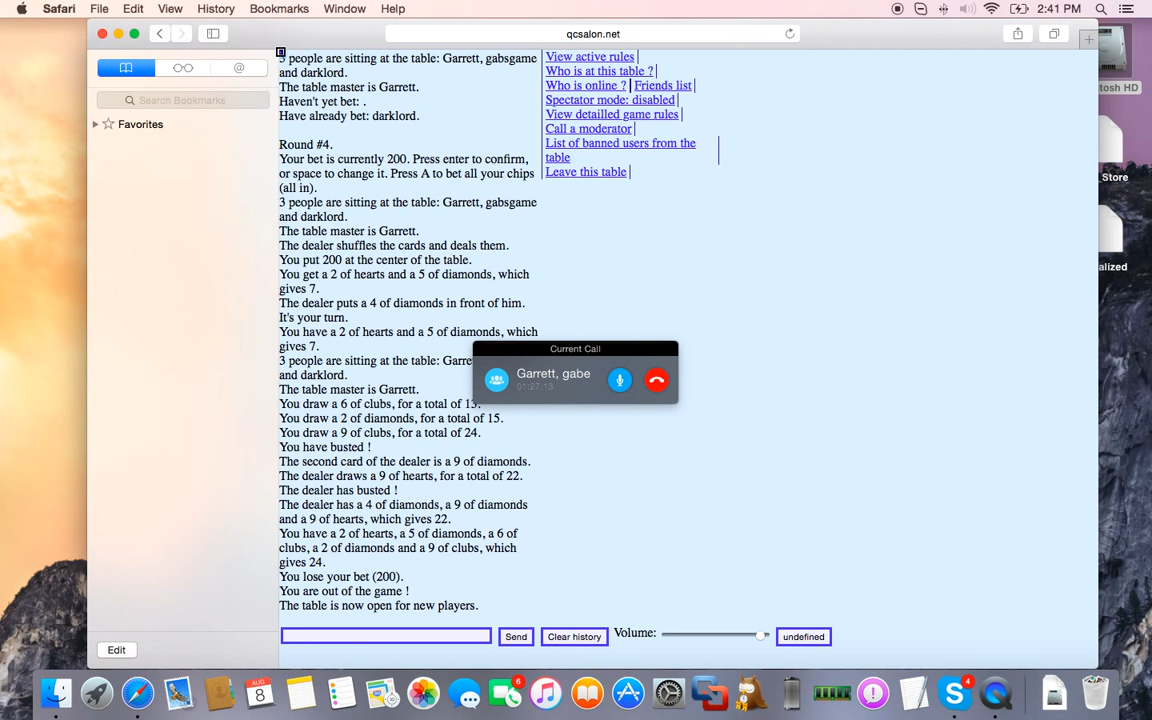 Safari File Edit View History Bookmarks Window Help 2:41 PM
qcsalon.net
Search Bookmarks
Favorites
Edit
3 people are sitting at the table: Garrett, gabsgame
and darklord.
The table master is Garrett.
Haven't yet bet: .
Have already bet: darklord.
Round #4.
Your bet is currently 200. Press enter to confirm,
or space to change it. Press A to bet all your chips
(all in).
3 people are sitting at the table: Garrett, gabsgame
and darklord.
The table master is Garrett.
The dealer shuffles the cards and deals them.
You put 200 at the center of the table.
You get a 2 of hearts and a 5 of diamonds, which
gives 7.
The dealer puts a 4 of diamonds in front of him.
It's your turn.
You have a 2 of hearts and a 5 of diamonds, which
gives 7.
3 people are sitting at the table: Garre
and darklord.
The table master is Garrett.
You draw a 6 of clubs, for a total of 13.
You draw a 2 of diamonds, for a total of 15.
You draw a 9 of clubs, for a total of 24.
You have busted !
The second card of the dealer is a 9 of diamonds.
The dealer draws a 9 of hearts, for a total of 22.
The dealer has busted !
The dealer has a 4 of diamonds, a 9 of diamonds
and a 9 of hearts, which gives 22.
You have a 2 of hearts, a 5 of diamonds, a 6 of
clubs, a 2 of diamonds and a 9 of clubs, which
gives 24.
You lose your bet (200).
You are out of the game !
The table is now open for new players.
View active rules
Who is at this table ?
Who is online ? Friends list
Spectator mode: disabled
View detailled game rules
Call a moderator
List of banned users from the
table
Leave this table
Current Call
Garrett, gabe
01:27:13
Send Clear history Volume: undefined
tosh HD
_Store
alized
AUG
8
6
4